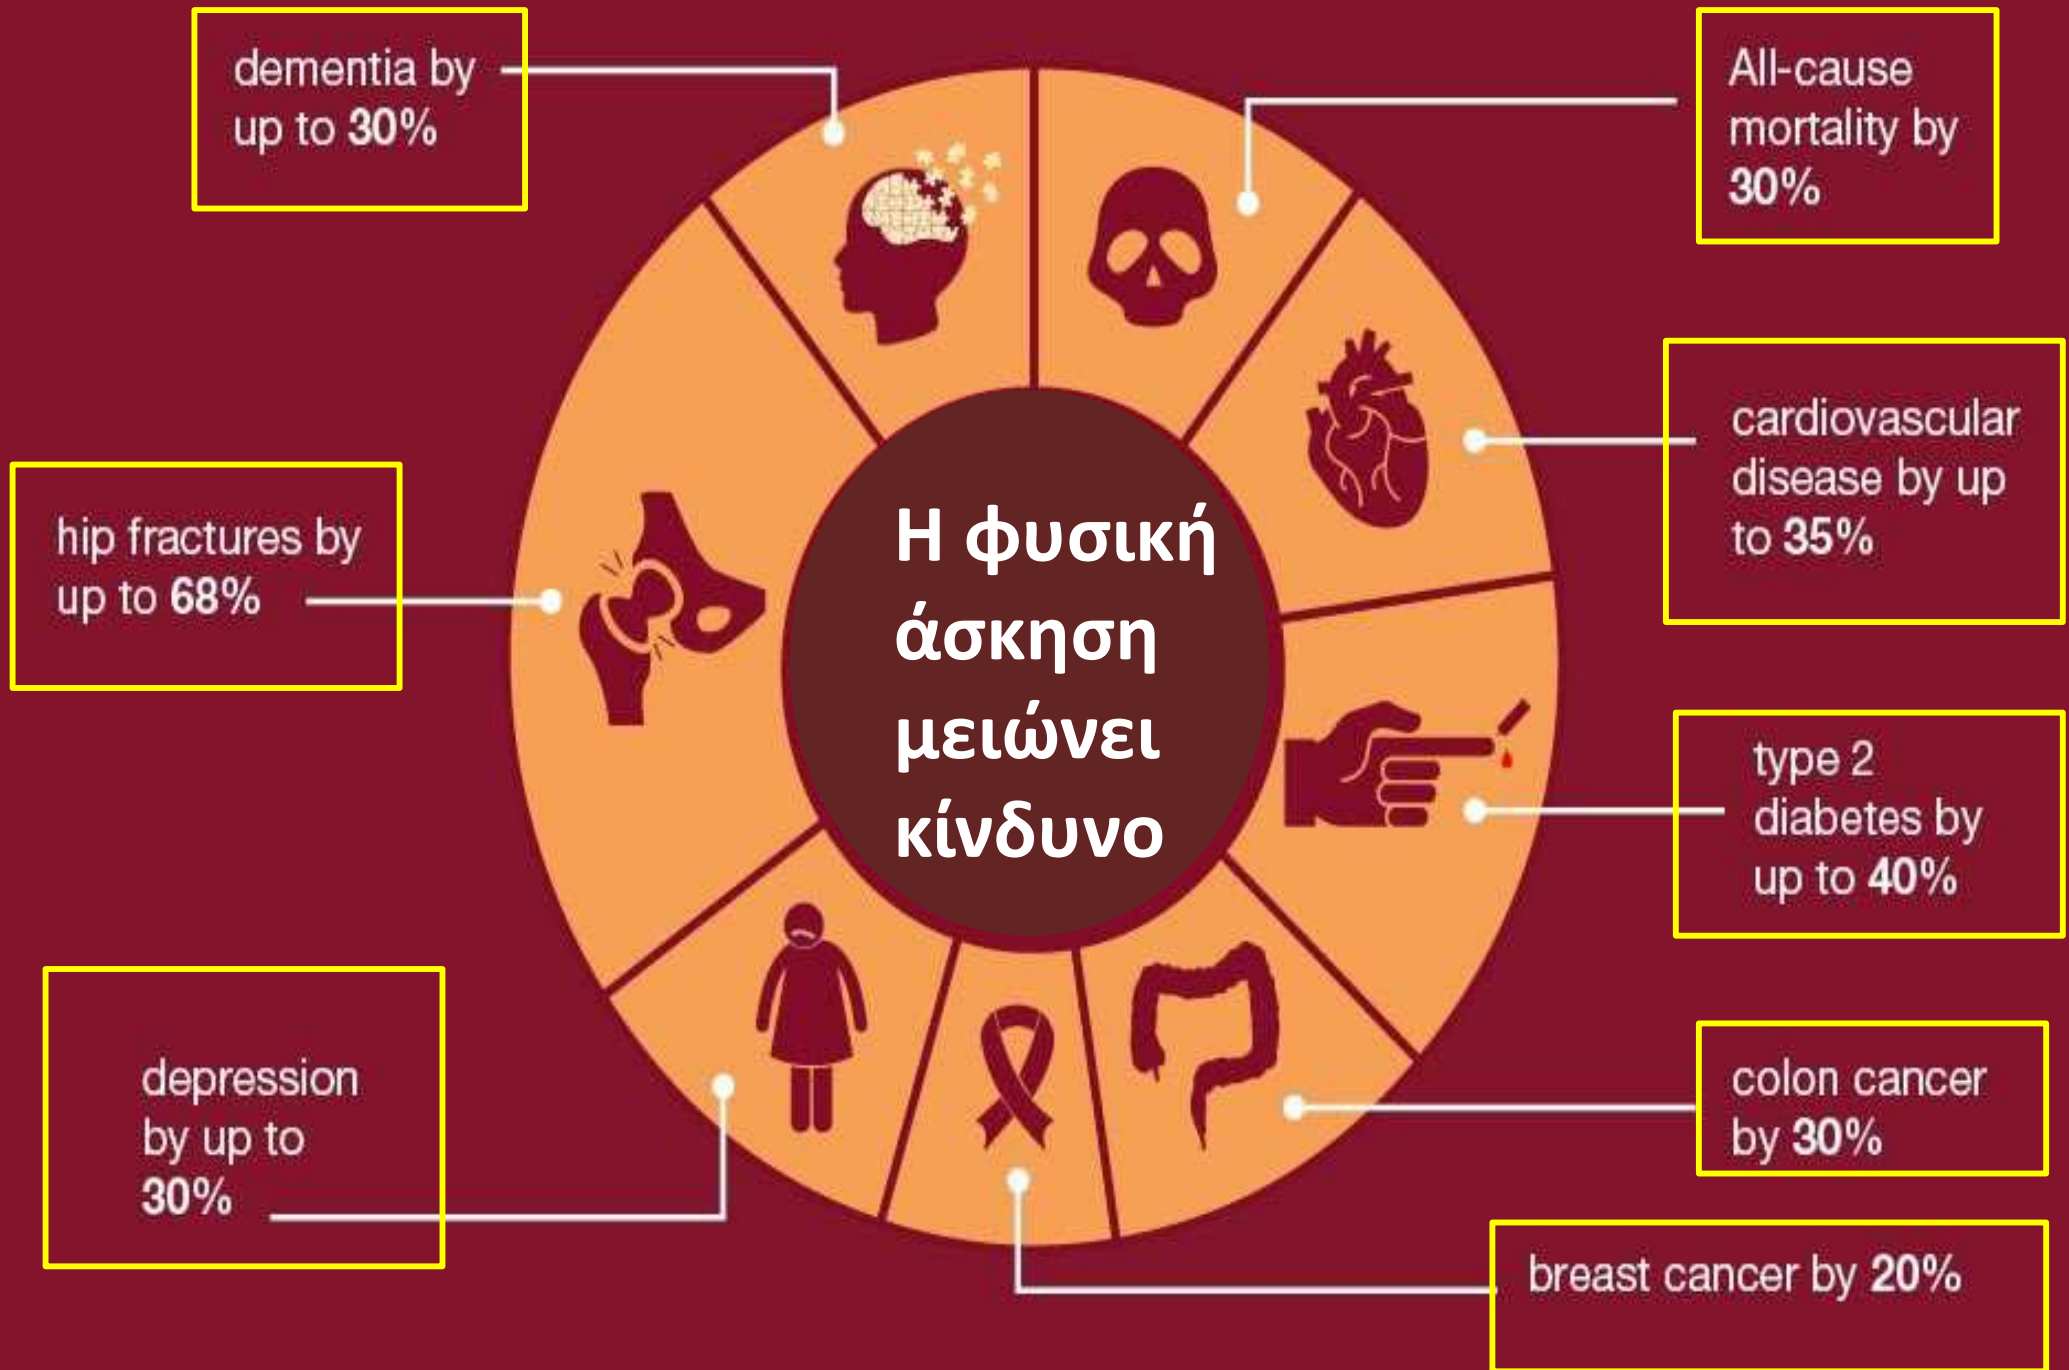 dementia by
up to 30%
All-cause
mortality by
30%
cardiovascular
disease by up
to 35%
hip fractures by
up to 68%
Η φυσική
άσκηση
μειώνει
κίνδυνο
type 2
diabetes by
up to 40%
depression
by up to
30%
colon cancer
by 30%
breast cancer by 20%